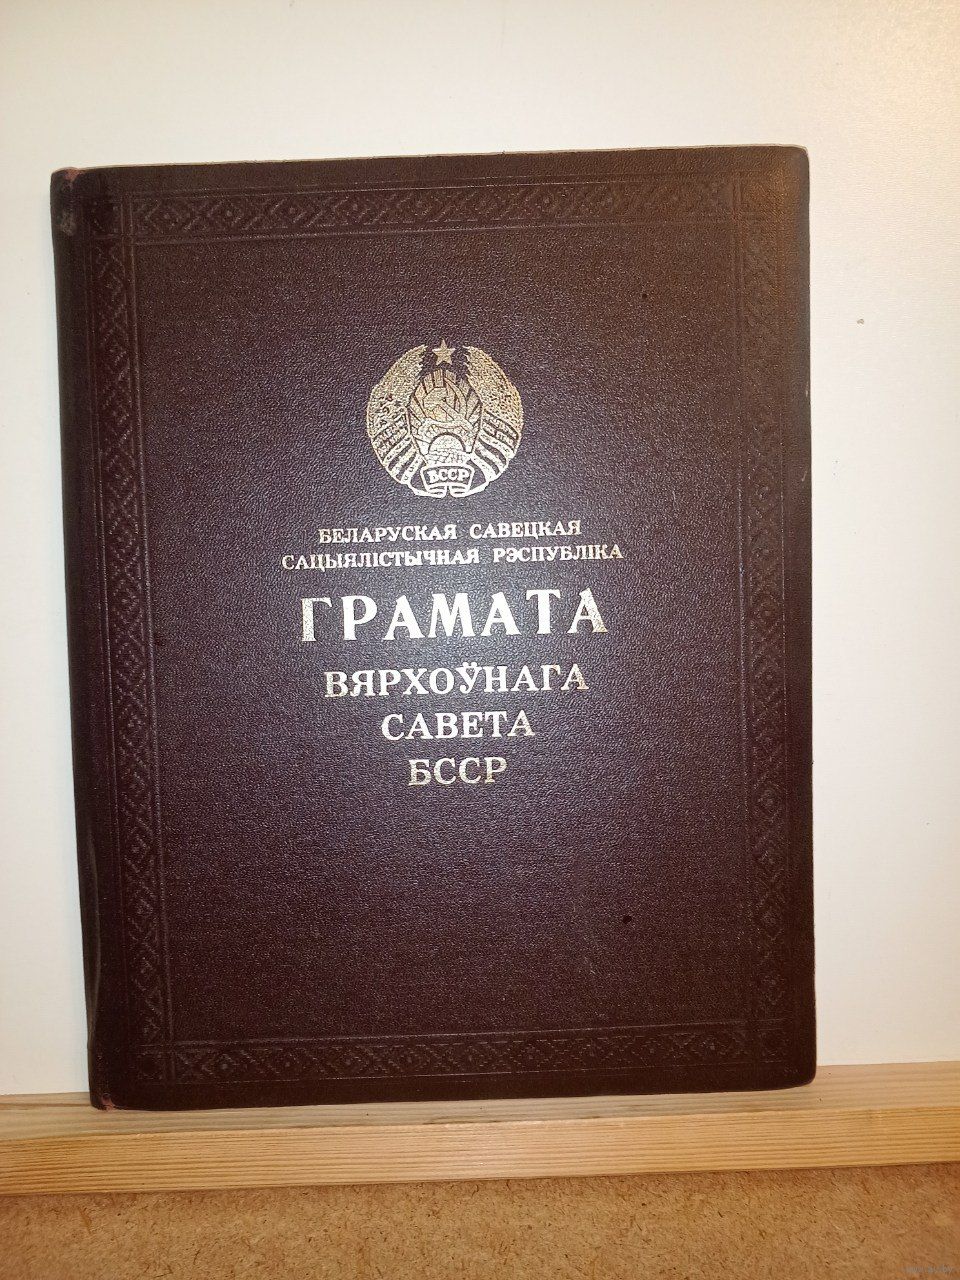 БССР
БЕЛАРУСКАЯ САВЕЦКАЯ
САЦЫЯЛІСТЫЧНАЯ РЭСПУБЛІКА
ГРАМАТА
ВЯРХОЎНАГА
САВЕТА
БССР